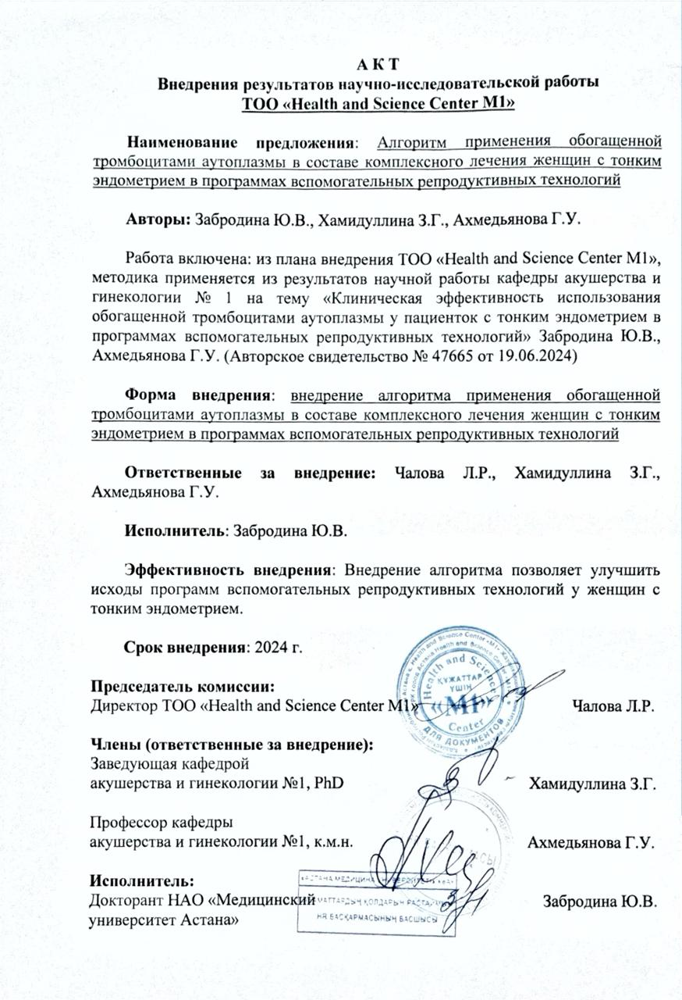 А К Т
Внедрения результатов научно-исследовательской работы
ТОО «Health and Science Center M1»
Наименование предложения: Алгоритм применения обогащенной
тромбоцитами аутоплазмы в составе комплексного лечения женщин с тонким
эндометрием в программах вспомогательных репродуктивных технологий
Авторы: Забродина Ю.В., Хамидуллина З.Г., Ахмедьянова Г.У.
Работа включена: из плана внедрения ТОО «Health and Science Center M1»,
методика применяется из результатов научной работы кафедры акушерства и
гинекологии № 1 на тему «Клиническая эффективность использования
обогащенной тромбоцитами аутоплазмы у пациенток с тонким эндометрием в
программах вспомогательных репродуктивных технологий» Забродина Ю.В.,
Ахмедьянова Г.У. (Авторское свидетельство № 47665 от 19.06.2024)
Форма внедрения: внедрение алгоритма применения обогащенной
тромбоцитами аутоплазмы в составе комплексного лечения женщин с тонким
эндометрием в программах вспомогательных репродуктивных технологий
Ответственные за внедрение: Чалова Л.Р., Хамидуллина З.Г.,
Ахмедьянова Г.У.
Исполнитель: Забродина Ю.В.
Эффективность внедрения: Внедрение алгоритма позволяет улучшить
исходы программ вспомогательных репродуктивных технологий у женщин с
тонким эндометрием.
Срок внедрения: 2024 г.
Health and Science
ҚҰЖАТТАР
ҮШІН
«М1»
Center
ДЛЯ ДОКУМЕНТОВ
Председатель комиссии:
Директор ТОО «Health and Science Center M1» Чалова Л.Р.
Члены (ответственные за внедрение):
Заведующая кафедрой
акушерства и гинекологии №1, PhD Хамидуллина З.Г.
Профессор кафедры
акушерства и гинекологии №1, к.м.н. Ахмедьянова Г.У.
Исполнитель:
Докторант НАО «Медицинский Забродина Ю.В.
университет Астана»
«АСТАНА МЕДИЦИНА УНИВЕРСИТЕТІ» КеАҚ
ҚОЛДАРЫН
HR БАСҚАРМАСЫНЫҢ БАСШЫСЫ